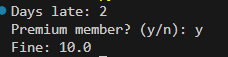 Days late: 2
Premium member? (y/n): y
Fine: 10.0